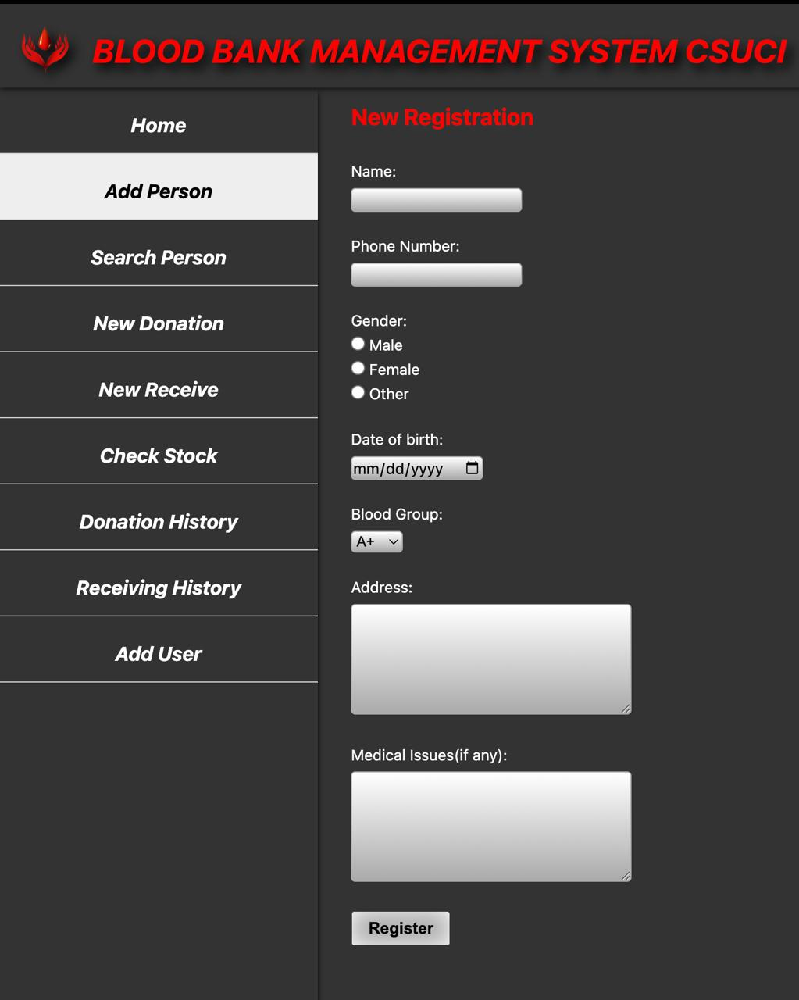 BLOOD BANK MANAGEMENT SYSTEM CSUCI
Home
Add Person
Search Person
New Donation
New Receive
Check Stock
Donation History
Receiving History
Add User
New Registration
Name:
Phone Number:
Gender:
Male
Female
Other
Date of birth:
mm/dd/yyyy
Blood Group:
A+
Address:
Medical Issues(if any):
Register